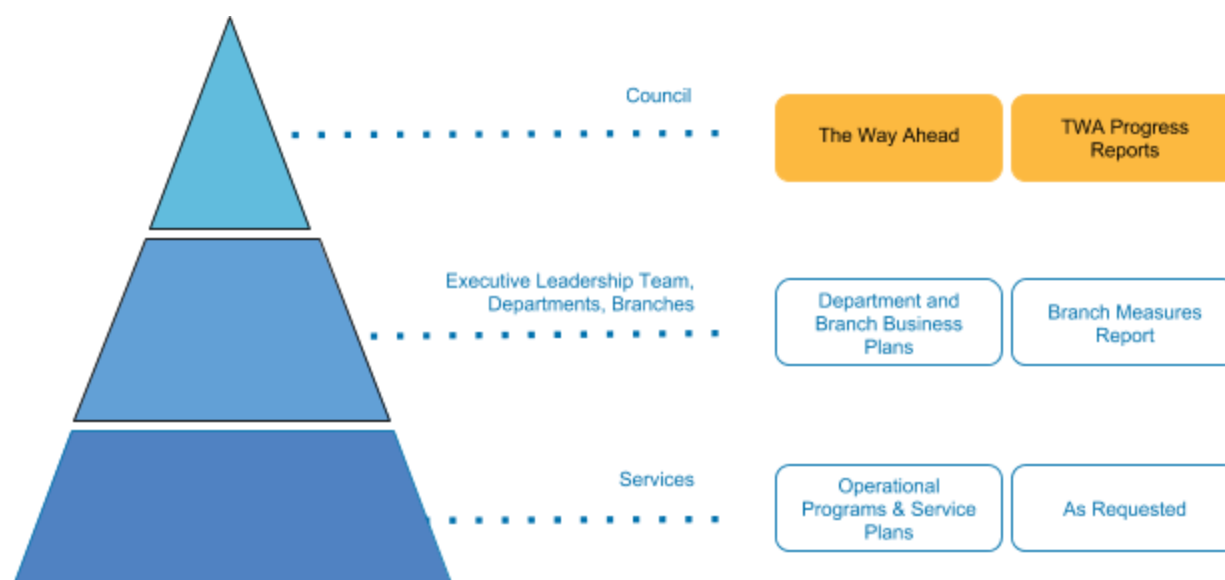 Council
The Way Ahead
TWA Progress
Reports
Executive Leadership Team,
Departments, Branches
Department and
Branch Business
Plans
Branch Measures
Report
Services
Operational
Programs & Service
Plans
As Requested